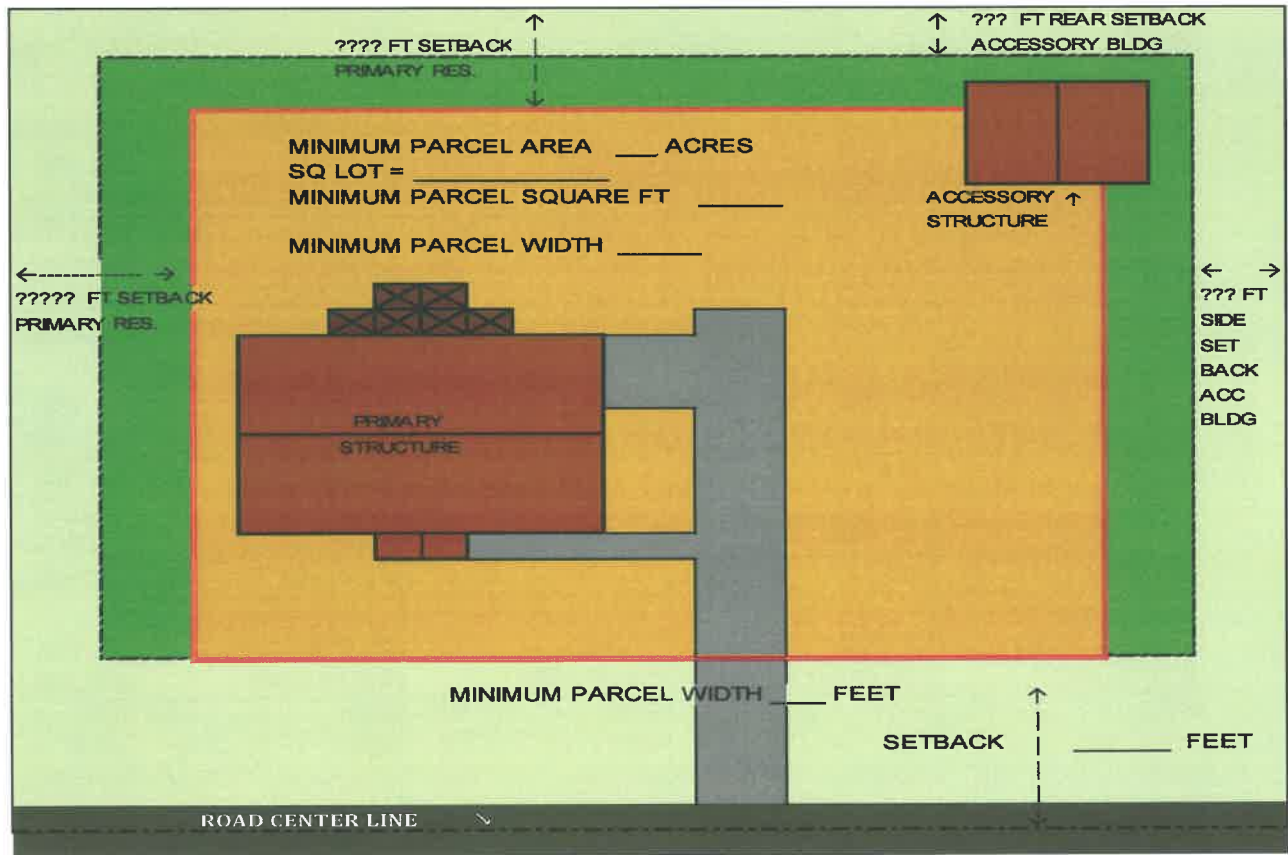 ???? FT SETBACK
PRIMARY RES.
??? FT REAR SETBACK
ACCESSORY BLDG
MINIMUM PARCEL AREA ___ ACRES
SQ LOT = ______________
MINIMUM PARCEL SQUARE FT ______
MINIMUM PARCEL WIDTH ______
ACCESSORY
STRUCTURE
????? FT SETBACK
PRIMARY RES.
??? FT
SIDE
SET
BACK
ACC
BLDG
PRIMARY
STRUCTURE
MINIMUM PARCEL WIDTH ____ FEET
SETBACK _______ FEET
ROAD CENTER LINE